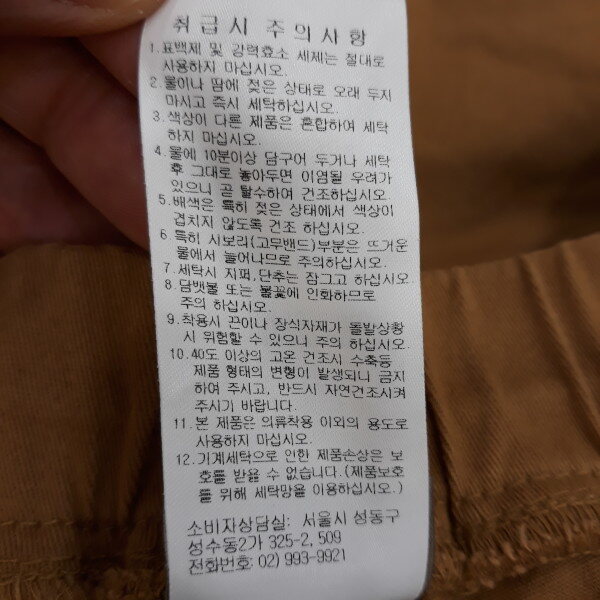 취급시 주의사항
1. 표백제 및 강력효소 세제는 절대로
사용하지 마십시오.
2. 물이나 땀에 젖은 상태로 오래 두지
마시고 즉시 세탁하십시오.
3. 색상이 다른 제품은 혼합하여 세탁
하지 마십시오.
4. 물에 10분이상 담구어 두거나 세탁
후 그대로 놓아두면 이염될 우려가
있으니 곧 탈수하여 건조하십시오.
5. 배색은 특히 젖은 상태에서 색상이
겹치지 않도록 건조 하십시오.
6 특히 시보리(고무밴드)부분은 뜨거운
물에서 늘어나므로 주의하십시오.
7. 세탁시 지퍼,단추는 잠그고 하십시오.
8 담뱃불 또는 불꽃에 인화하므로
주의 하십시오.
9. 착용시 끈이나 장식자재가 돌발상황
시 위험할 수 있으니 주의 하십시오.
10. 40도 이상의 고온 건조시 수축등
제품 형태의 변형이 발생되니 금지
하여 주시고, 반드시 자연건조시켜
주시기 바랍니다.
11. 본 제품은 의류착용 이외의 용도로
사용하지 마십시오.
12. 기계세탁으로 인한 제품손상은 보
호를 받을 수 없습니다.(제품보호
를 위해 세탁망을 이용하십시오.)
소비자상담실: 서울시 성동구
성수동2가 325-2, 509
전화번호: 02) 993-9921